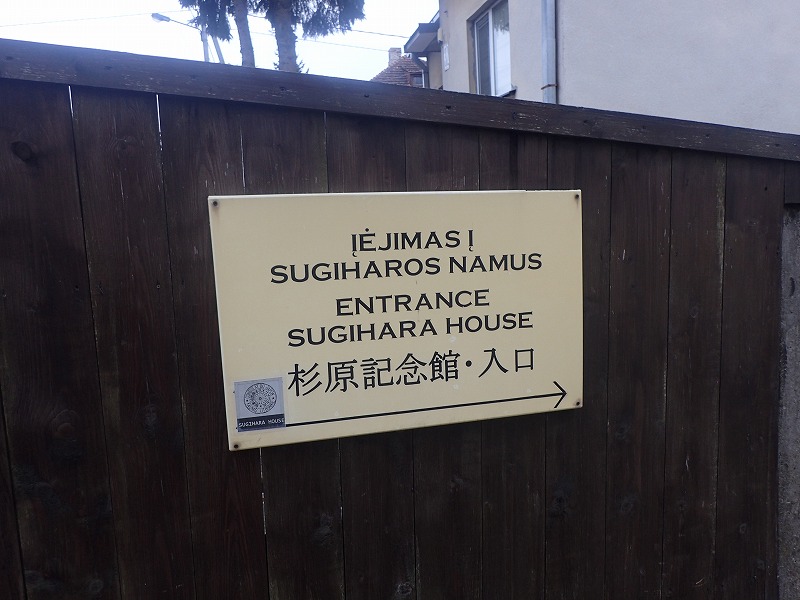 ĮĖJIMAS Į
SUGIHAROS NAMUS
ENTRANCE
SUGIHARA HOUSE
杉原記念館・入口
SUGIHARA HOUSE